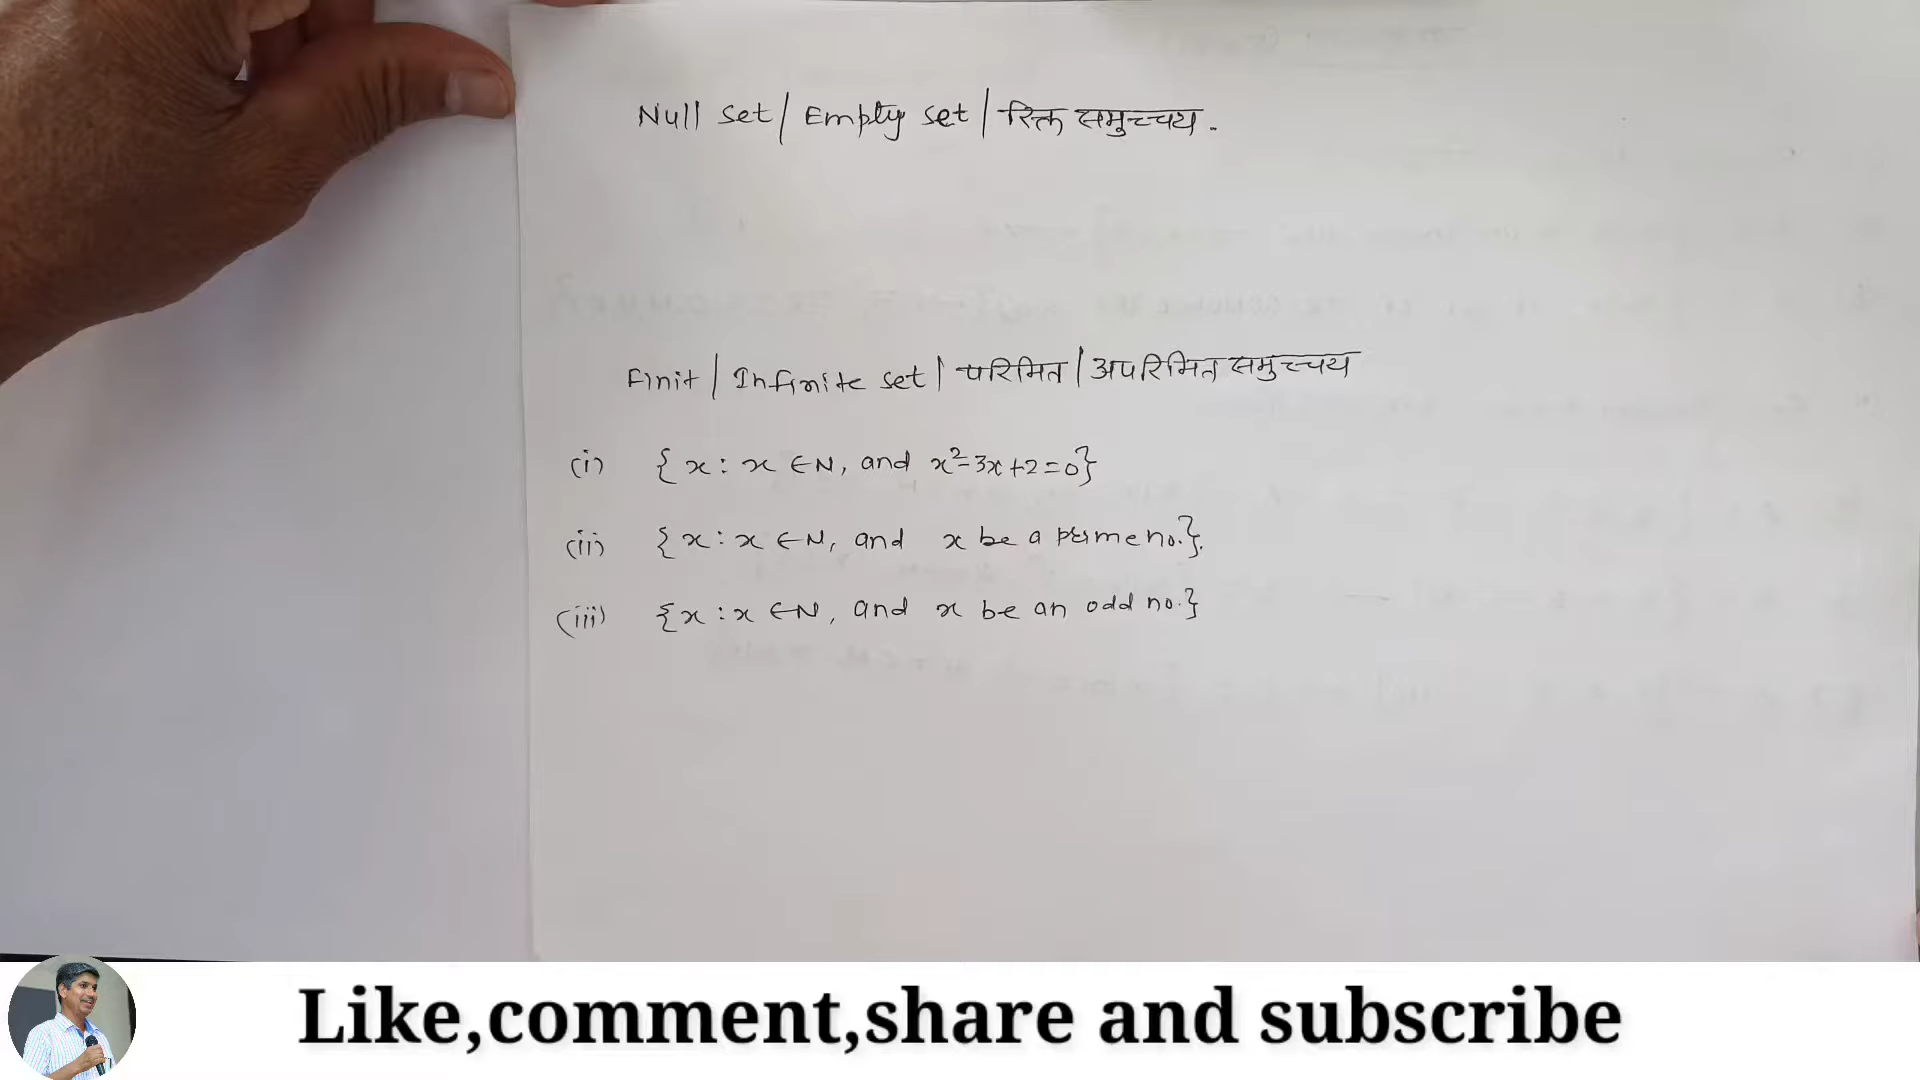 Null set / Empty set / रिक्त समुच्चय .
Finit / Infinite set / परिमित / अपरिमित समुच्चय
(i) { x : x ∈ N, and x² - 3x + 2 = 0 }
(ii) { x : x ∈ N, and x be a prime no. }.
(iii) { x : x ∈ N, and x be an odd no. }
Like,comment,share and subscribe